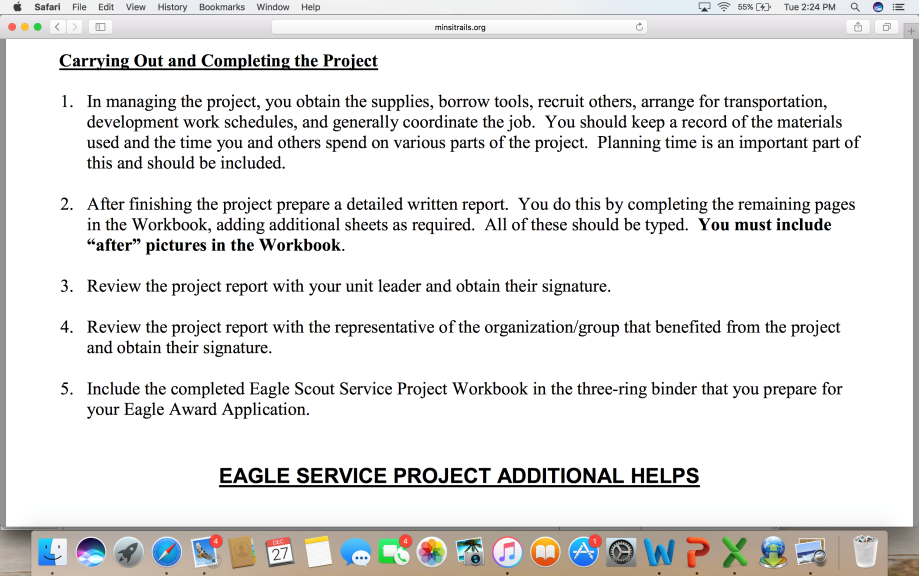 Safari File Edit View History Bookmarks Window Help 55% Tue 2:24 PM
minsitrails.org
Carrying Out and Completing the Project
1. In managing the project, you obtain the supplies, borrow tools, recruit others, arrange for transportation,
development work schedules, and generally coordinate the job. You should keep a record of the materials
used and the time you and others spend on various parts of the project. Planning time is an important part of
this and should be included.
2. After finishing the project prepare a detailed written report. You do this by completing the remaining pages
in the Workbook, adding additional sheets as required. All of these should be typed. You must include
“after” pictures in the Workbook.
3. Review the project report with your unit leader and obtain their signature.
4. Review the project report with the representative of the organization/group that benefited from the project
and obtain their signature.
5. Include the completed Eagle Scout Service Project Workbook in the three-ring binder that you prepare for
your Eagle Award Application.
EAGLE SERVICE PROJECT ADDITIONAL HELPS
4 DEC 27 4 1